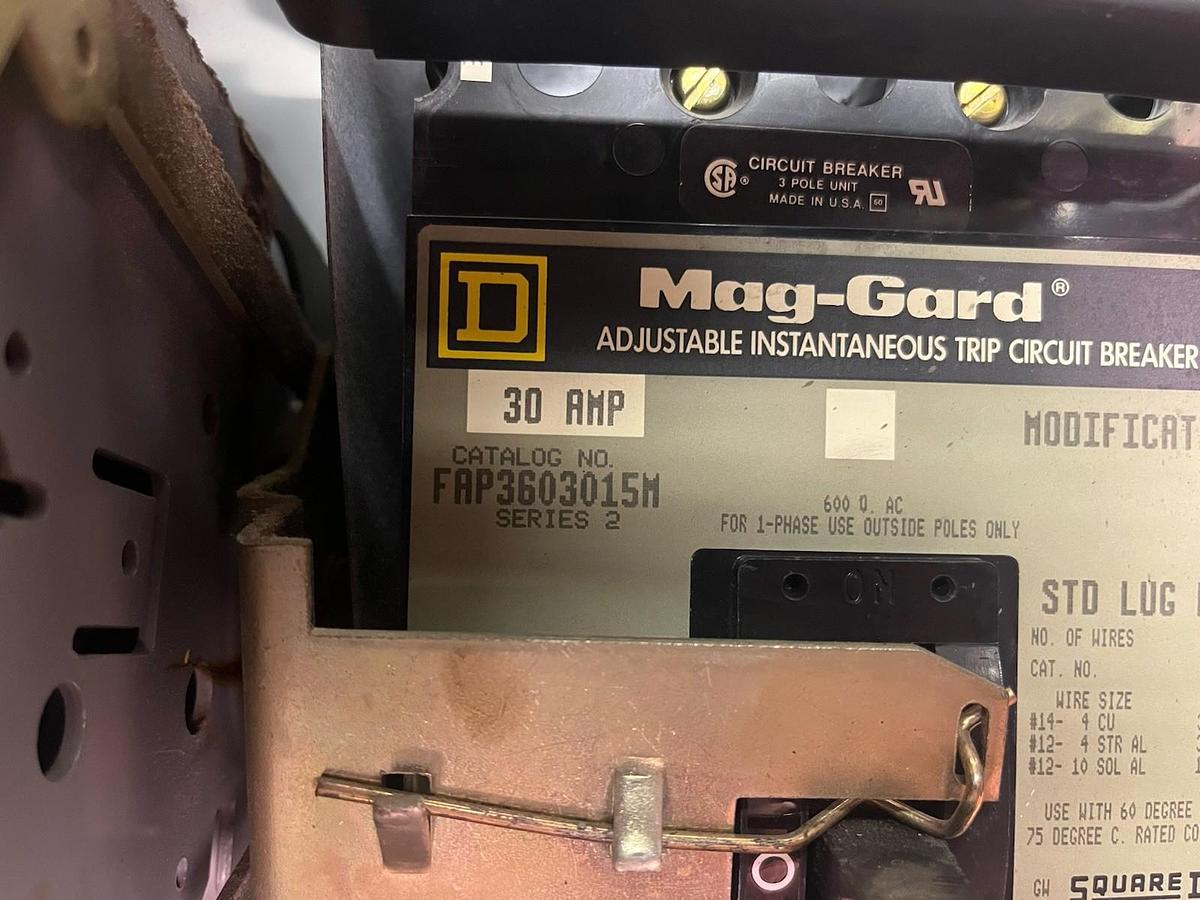 CIRCUIT BREAKER
3 POLE UNIT
MADE IN U.S.A. 60
D
Mag-Gard®
ADJUSTABLE INSTANTANEOUS TRIP CIRCUIT BREAKER
30 AMP
CATALOG NO.
FAP3603015M
SERIES 2
MODIFICAT
600 V. AC
FOR 1-PHASE USE OUTSIDE POLES ONLY
ON
STD LUG
NO. OF WIRES
CAT. NO.
WIRE SIZE
#14- 4 CU
#12- 4 STR AL
#12- 10 SOL AL
USE WITH 60 DEGREE
75 DEGREE C. RATED CO
O
GW SQUARE D